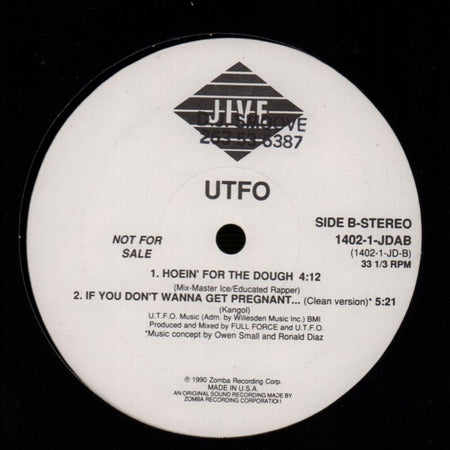 JIVE
UTFO
NOT FOR
SALE
SIDE B-STEREO
1402-1-JDAB
(1402-1-JD-B)
33 1/3 RPM
1. HOEIN' FOR THE DOUGH 4:12
(Mix-Master Ice/Educated Rapper)
2. IF YOU DON'T WANNA GET PREGNANT... (Clean version)* 5:21
(Kangol)
U.T.F.O. Music (Adm. by Willesden Music Inc.) BMI
Produced and Mixed by FULL FORCE and U.T.F.O.
*Music concept by Owen Small and Ronald Diaz
℗ 1990 Zomba Recording Corp.
MADE IN U.S.A.
AN ORIGINAL SOUND RECORDING MADE BY
ZOMBA RECORDING CORPORATION